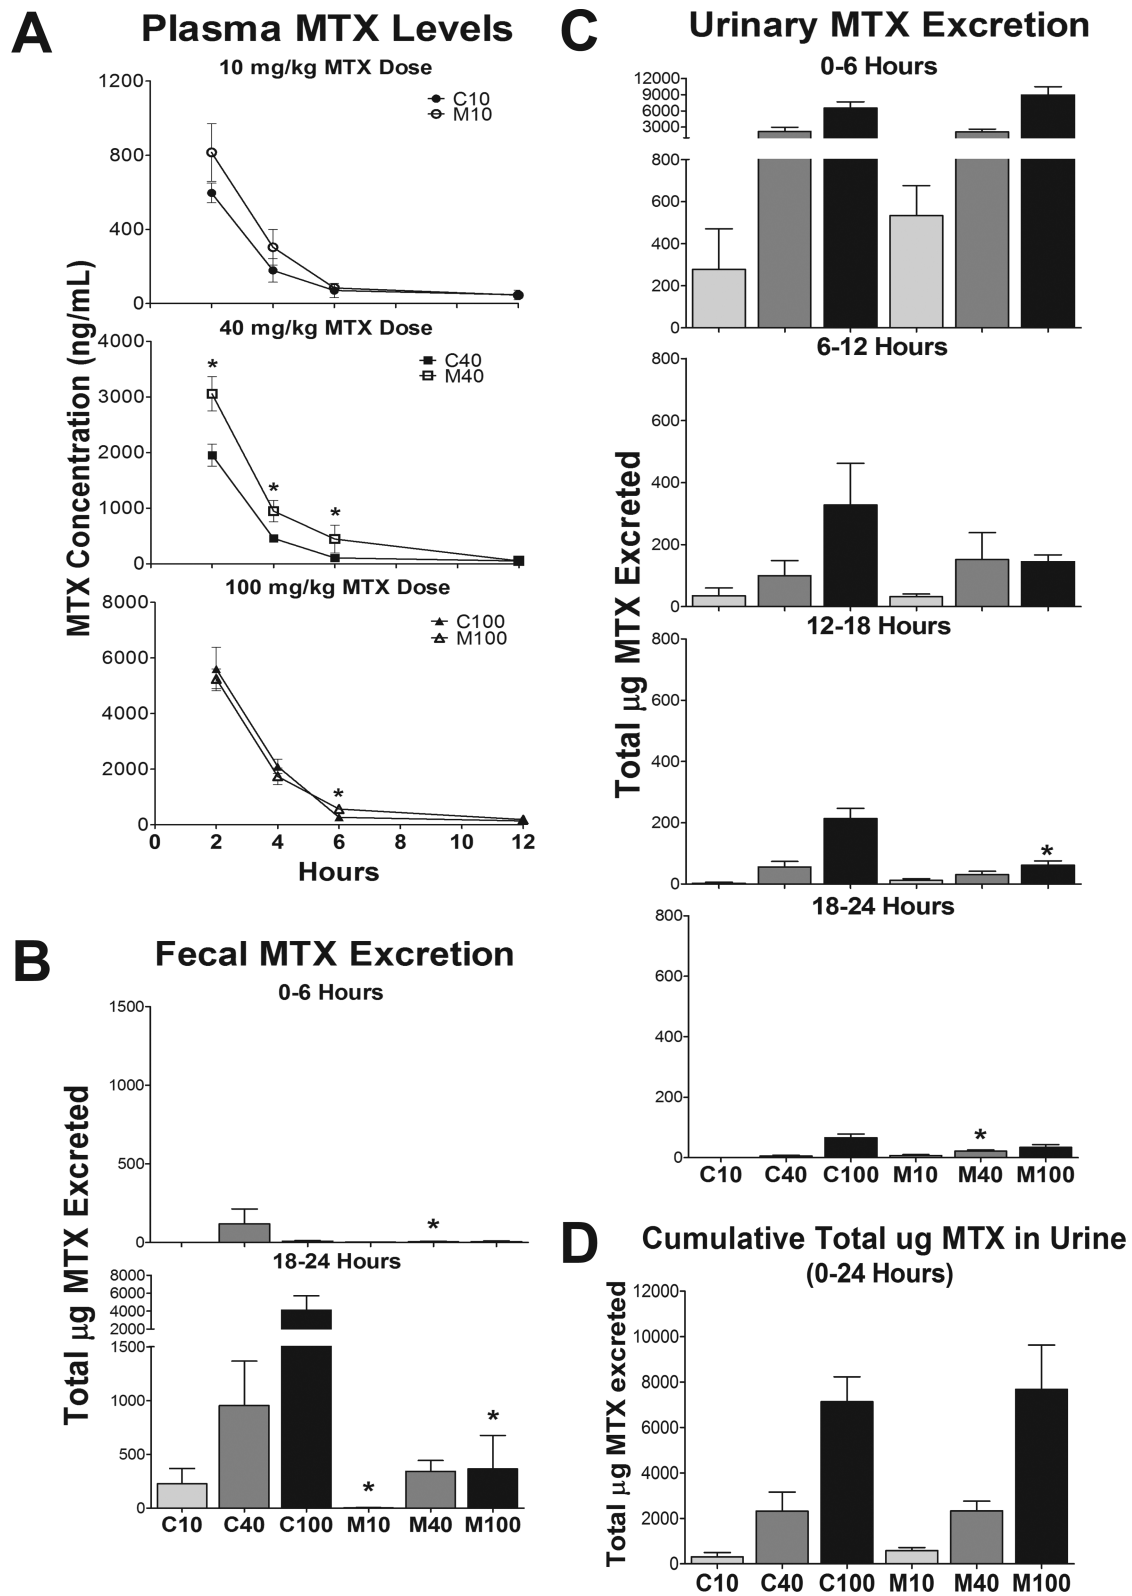 A
Plasma MTX Levels
10 mg/kg MTX Dose
1200
800
400
0
C10
M10
40 mg/kg MTX Dose
4000
3000
2000
1000
0
C40
M40
*
*
*
100 mg/kg MTX Dose
8000
6000
4000
2000
0
C100
M100
*
0 2 4 6 8 10 12
Hours
MTX Concentration (ng/mL)
B
Fecal MTX Excretion
0-6 Hours
1500
1000
500
0
*
18-24 Hours
8000
6000
4000
2000
1500
1000
500
0
*
*
C10 C40 C100 M10 M40 M100
Total µg MTX Excreted
C
Urinary MTX Excretion
0-6 Hours
12000
9000
6000
3000
800
600
400
200
0
6-12 Hours
800
600
400
200
0
12-18 Hours
800
600
400
200
0
*
18-24 Hours
800
600
400
200
0
*
C10 C40 C100 M10 M40 M100
Total µg MTX Excreted
D
Cumulative Total ug MTX in Urine
(0-24 Hours)
12000
10000
8000
6000
4000
2000
0
C10 C40 C100 M10 M40 M100
Total µg MTX excreted